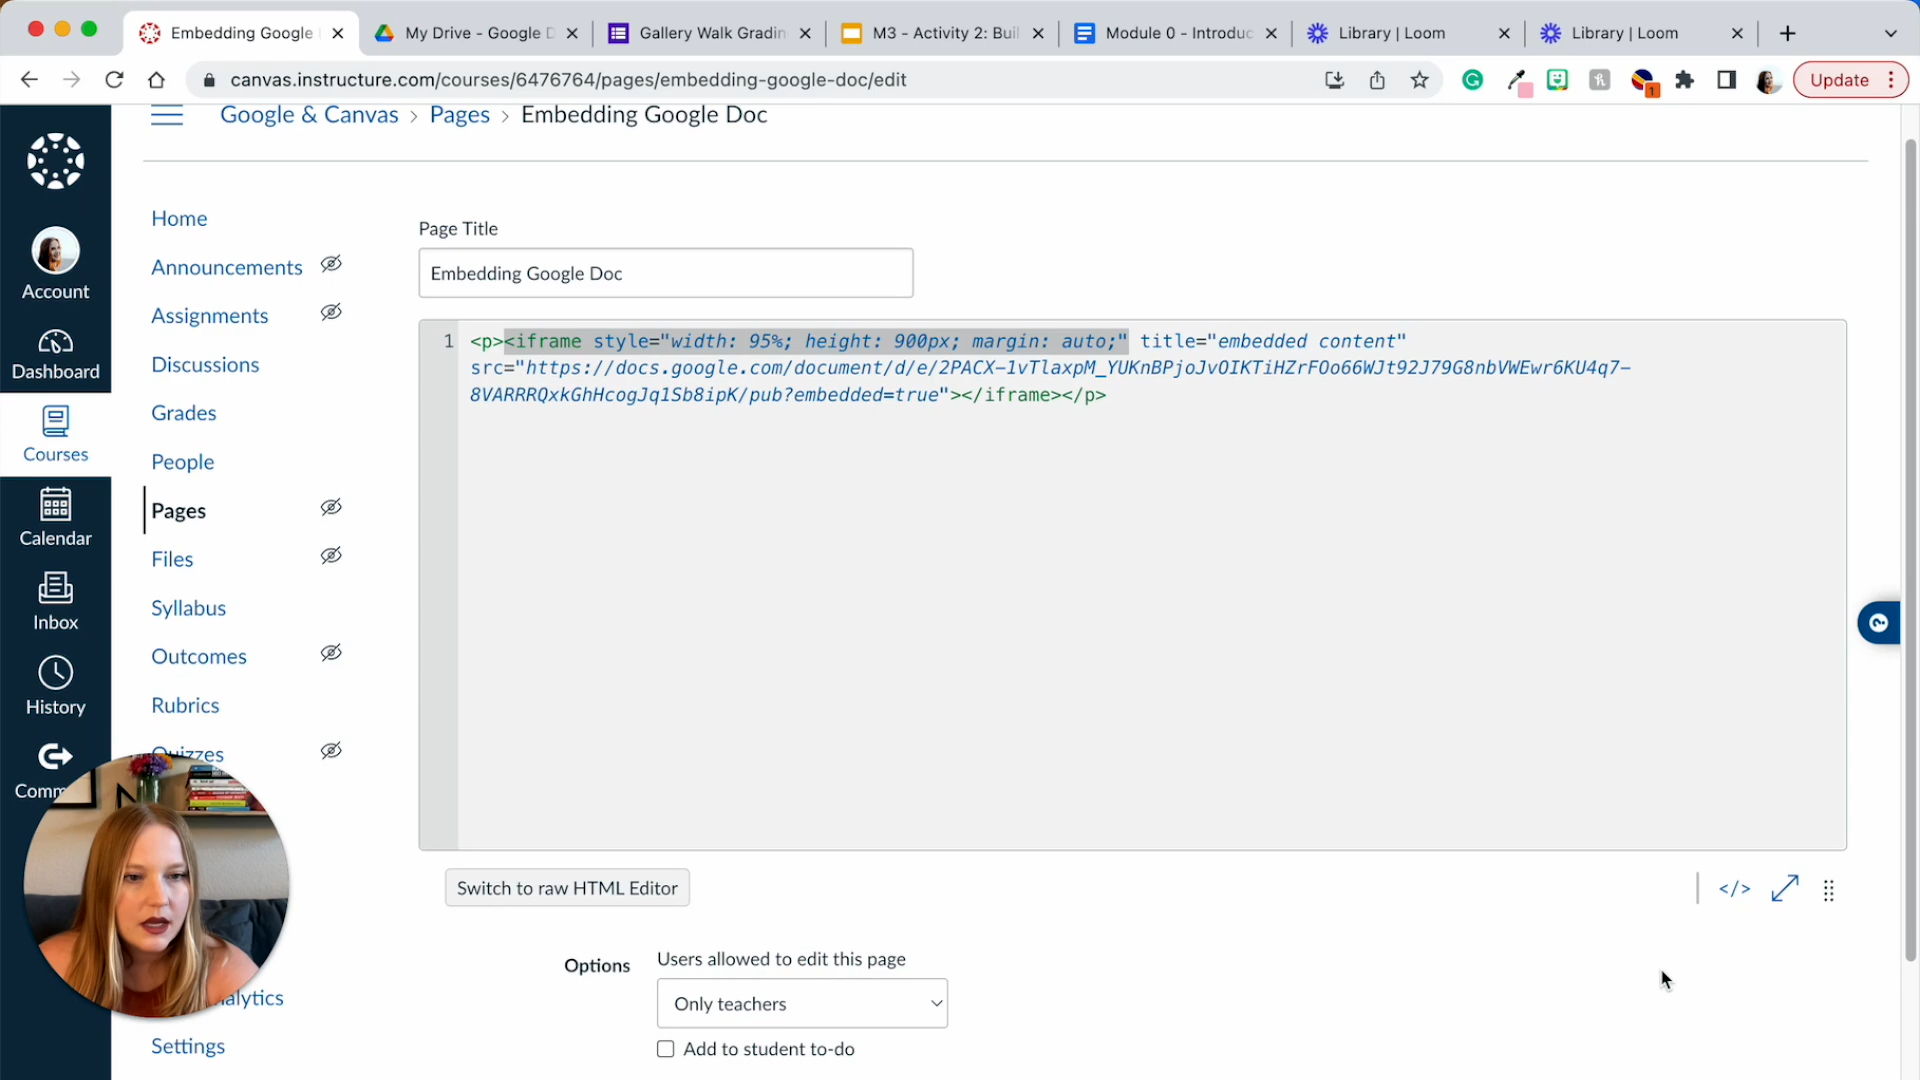 Embedding Google
My Drive - Google D
Gallery Walk Gradin
M3 - Activity 2: Buil
Module 0 - Introduc
Library | Loom
Library | Loom
canvas.instructure.com/courses/6476764/pages/embedding-google-doc/edit
1
Update
Google & Canvas > Pages > Embedding Google Doc
Account
Dashboard
Courses
Calendar
Inbox
History
Comm
Home
Announcements
Assignments
Discussions
Grades
People
Pages
Files
Syllabus
Outcomes
Rubrics
Quizzes
alytics
Settings
Page Title
Embedding Google Doc
1 <p><iframe style="width: 95%; height: 900px; margin: auto;" title="embedded content"
src="https://docs.google.com/document/d/e/2PACX-1vTlaxpM_YUKnBPjoJvOIKTiHZrFOo66WJt92J79G8nbVWEwr6KU4q7-
8VARRRQxkGhHcogJq1Sb8ipK/pub?embedded=true"></iframe></p>
Switch to raw HTML Editor
</>
Options
Users allowed to edit this page
Only teachers
Add to student to-do